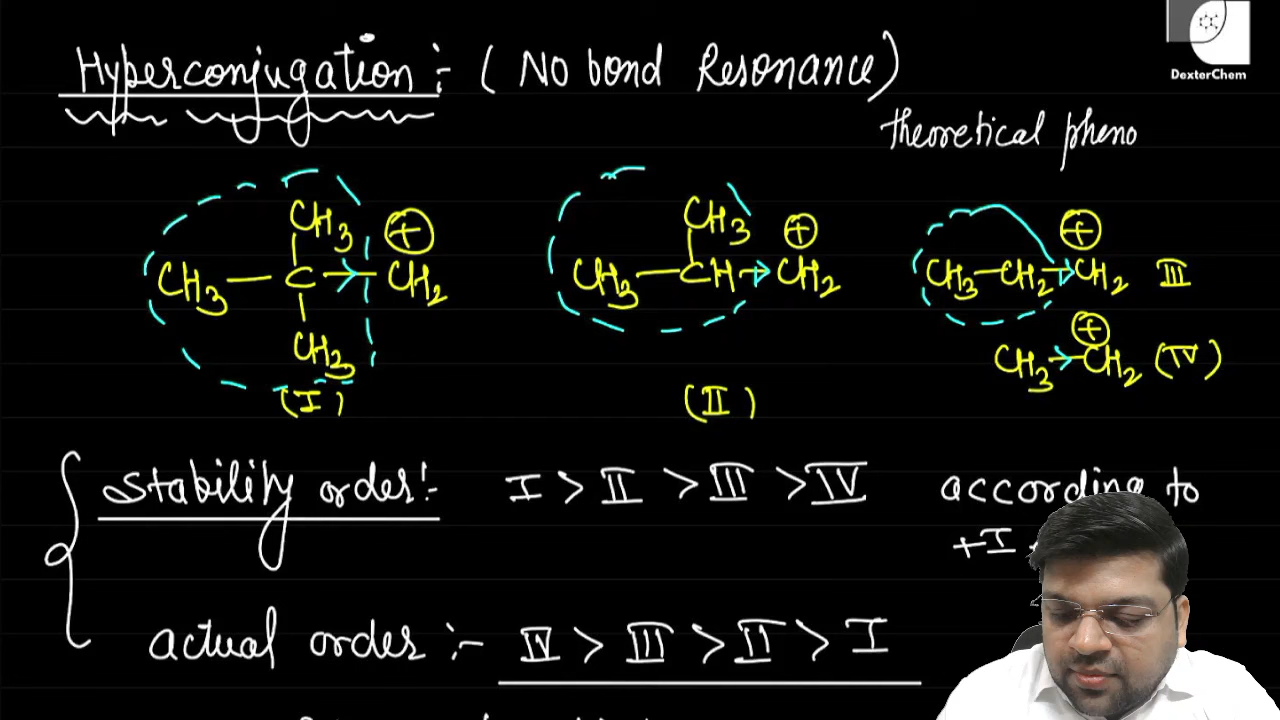 Hyperconjugation :- ( No bond Resonance )
DexterChem
theoretical pheno
CH3 CH3
CH3 — C → CH2 ⊕
CH3
(I)
CH3 — CH → CH2 ⊕
(II)
CH3 — CH2 → CH2 ⊕ III
CH3 → CH2 ⊕ (IV)
stability order :- I > II > III > IV according to
+I
actual order :- IV > III > II > I